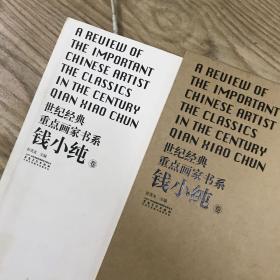 A REVIEW OF
THE IMPORTANT
CHINESE ARTIST
THE CLASSICS
IN THE CENTURY
QIAN XIAO CHUN
世纪经典
重点画家书系
钱小纯 卷
A REVIEW OF
THE IMPORTANT
CHINESE ARTIST
THE CLASSICS
IN THE CENTURY
QIAN XIAO CHUN
世纪经典
重点画家书系
钱小纯 卷